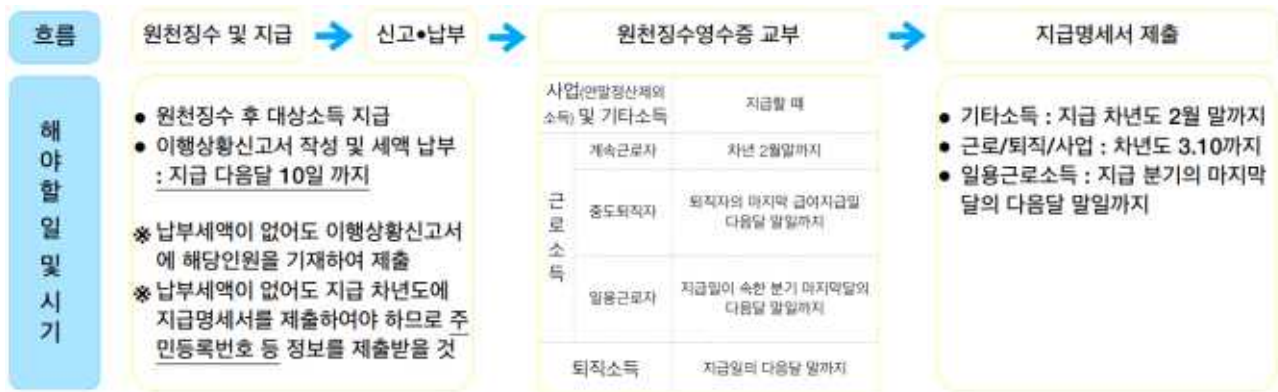 흐름
원천징수 및 지급
신고•납부
원천징수영수증 교부
지급명세서 제출
해
야
할
일
및
시
기
● 원천징수 후 대상소득 지급
● 이행상황신고서 작성 및 세액 납부
: 지급 다음달 10일 까지
※ 납부세액이 없어도 이행상황신고서
에 해당인원을 기재하여 제출
※ 납부세액이 없어도 지급 차년도에
지급명세서를 제출하여야 하므로 주
민등록번호 등 정보를 제출받을 것
사업(연말정산제외
소득) 및 기타소득
지급할 때
근
로
소
득
계속근로자
차년 2월말까지
중도퇴직자
퇴직자의 마지막 급여지급일
다음달 말일까지
일용근로자
지급일이 속한 분기 마지막달의
다음달 말일까지
퇴직소득
지급일의 다음달 말까지
● 기타소득 : 지급 차년도 2월 말까지
● 근로/퇴직/사업 : 차년도 3.10까지
● 일용근로소득 : 지급 분기의 마지막
달의 다음달 말일까지